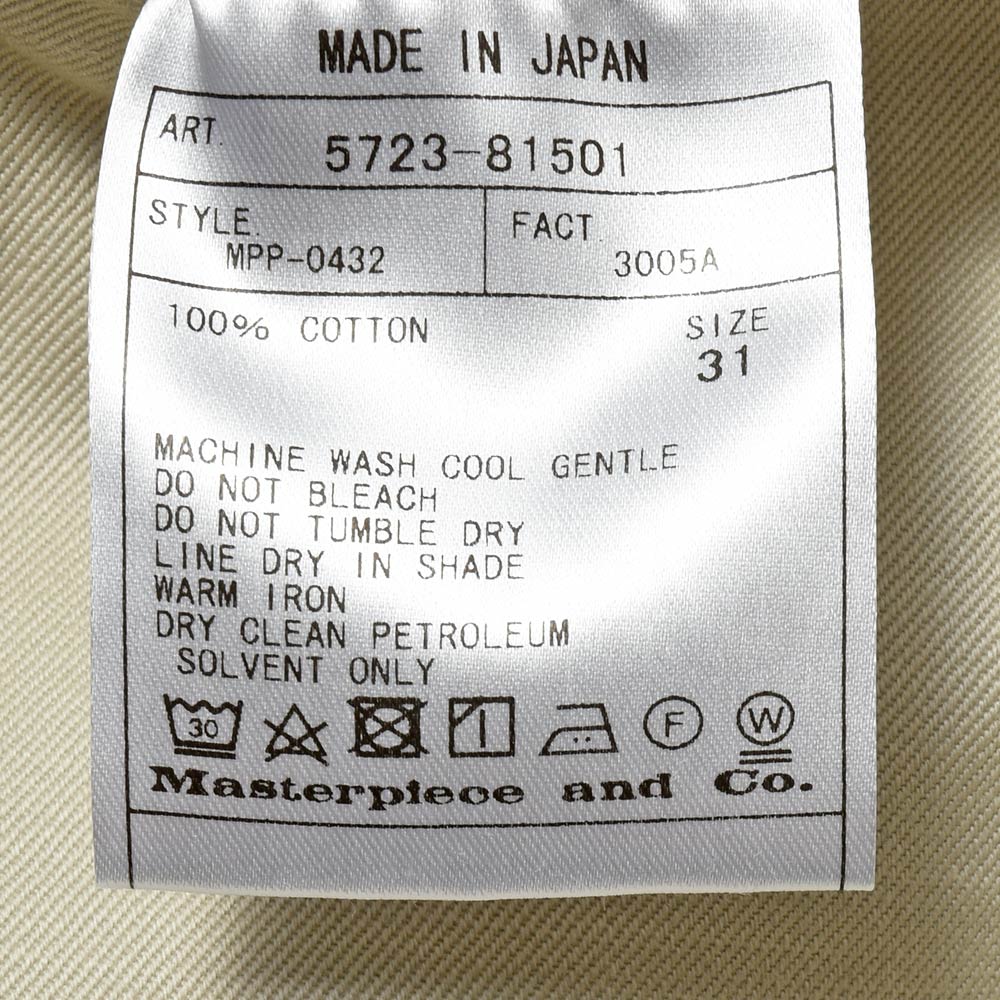 MADE IN JAPAN
ART. 5723-81501
STYLE. FACT.
MPP-0432 3005A
100% COTTON SIZE
31
MACHINE WASH COOL GENTLE
DO NOT BLEACH
DO NOT TUMBLE DRY
LINE DRY IN SHADE
WARM IRON
DRY CLEAN PETROLEUM
SOLVENT ONLY
30 F W
Masterpiece and Co.